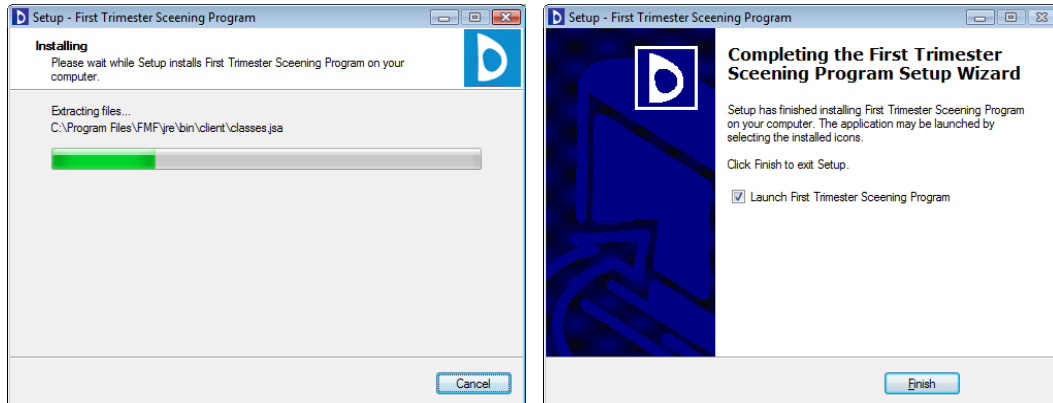 Setup - First Trimester Sceening Program
Installing
Please wait while Setup installs First Trimester Sceening Program on your
computer.
Extracting files...
C:\Program Files\FMF\jre\bin\client\classes.jsa
Cancel
Setup - First Trimester Sceening Program
Completing the First Trimester
Sceening Program Setup Wizard
Setup has finished installing First Trimester Sceening Program
on your computer. The application may be launched by
selecting the installed icons.
Click Finish to exit Setup.
Launch First Trimester Sceening Program
Finish